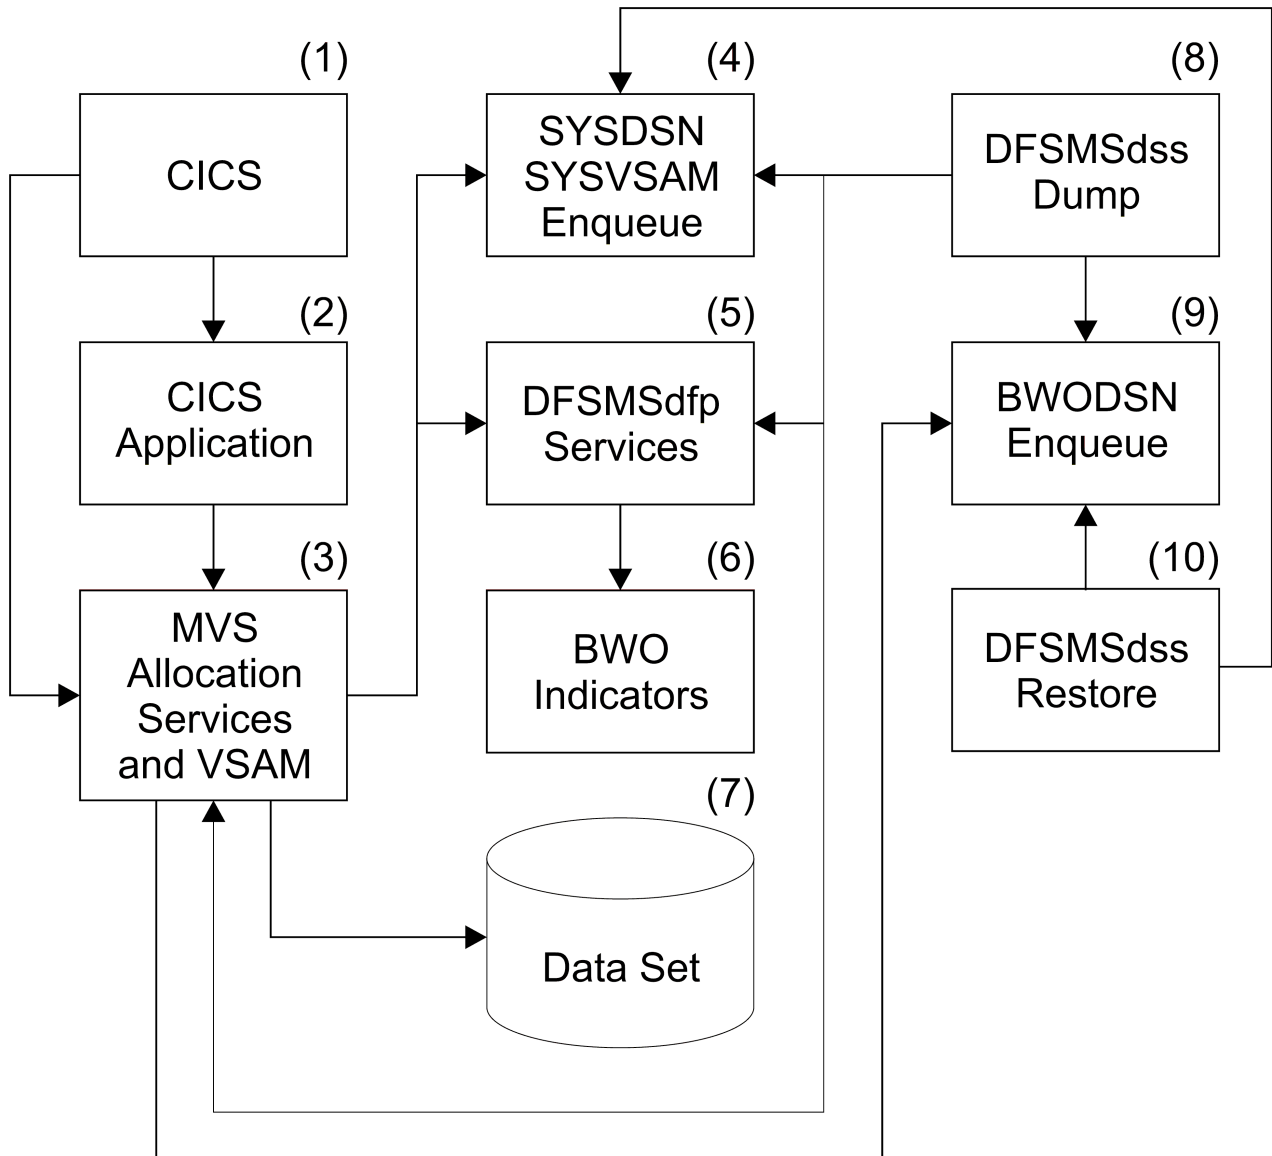 (1)
CICS
(2)
CICS
Application
(3)
MVS
Allocation
Services
and VSAM
(4)
SYSDSN
SYSVSAM
Enqueue
(5)
DFSMSdfp
Services
(6)
BWO
Indicators
(7)
Data Set
(8)
DFSMSdss
Dump
(9)
BWODSN
Enqueue
(10)
DFSMSdss
Restore